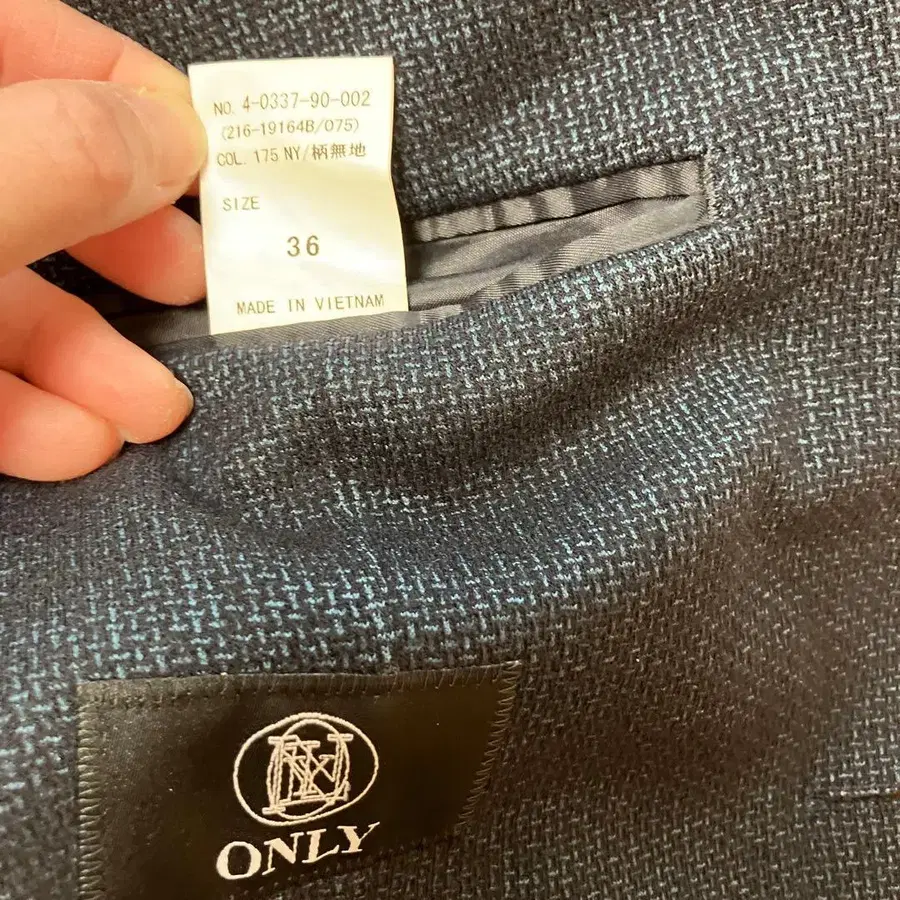 NO. 4-0337-90-002
(216-19164B/075)
COL. 175 NY/柄無地
SIZE
36
MADE IN VIETNAM
ONLY